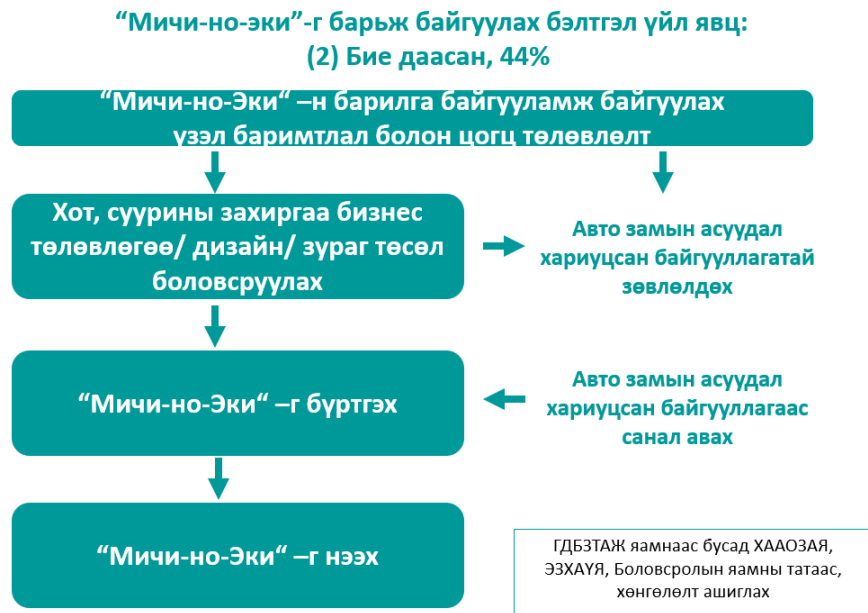 “Мичи-но-эки”-г барьж байгуулах бэлтгэл үйл явц:
(2) Бие даасан, 44%
“Мичи-но-Эки“ –н барилга байгууламж байгуулах
үзэл баримтлал болон цогц төлөвлөлт
Хот, суурины захиргаа бизнес
төлөвлөгөө/ дизайн/ зураг төсөл
боловсруулах
Авто замын асуудал
хариуцсан байгууллагатай
зөвлөлдөх
“Мичи-но-Эки“ –г бүртгэх
Авто замын асуудал
хариуцсан байгууллагаас
санал авах
“Мичи-но-Эки“ –г нээх
ГДБЗТАЖ яамнаас бусад ХААОЗАЯ,
ЭЗХАҮЯ, Боловсролын яамны татаас,
хөнгөлөлт ашиглах